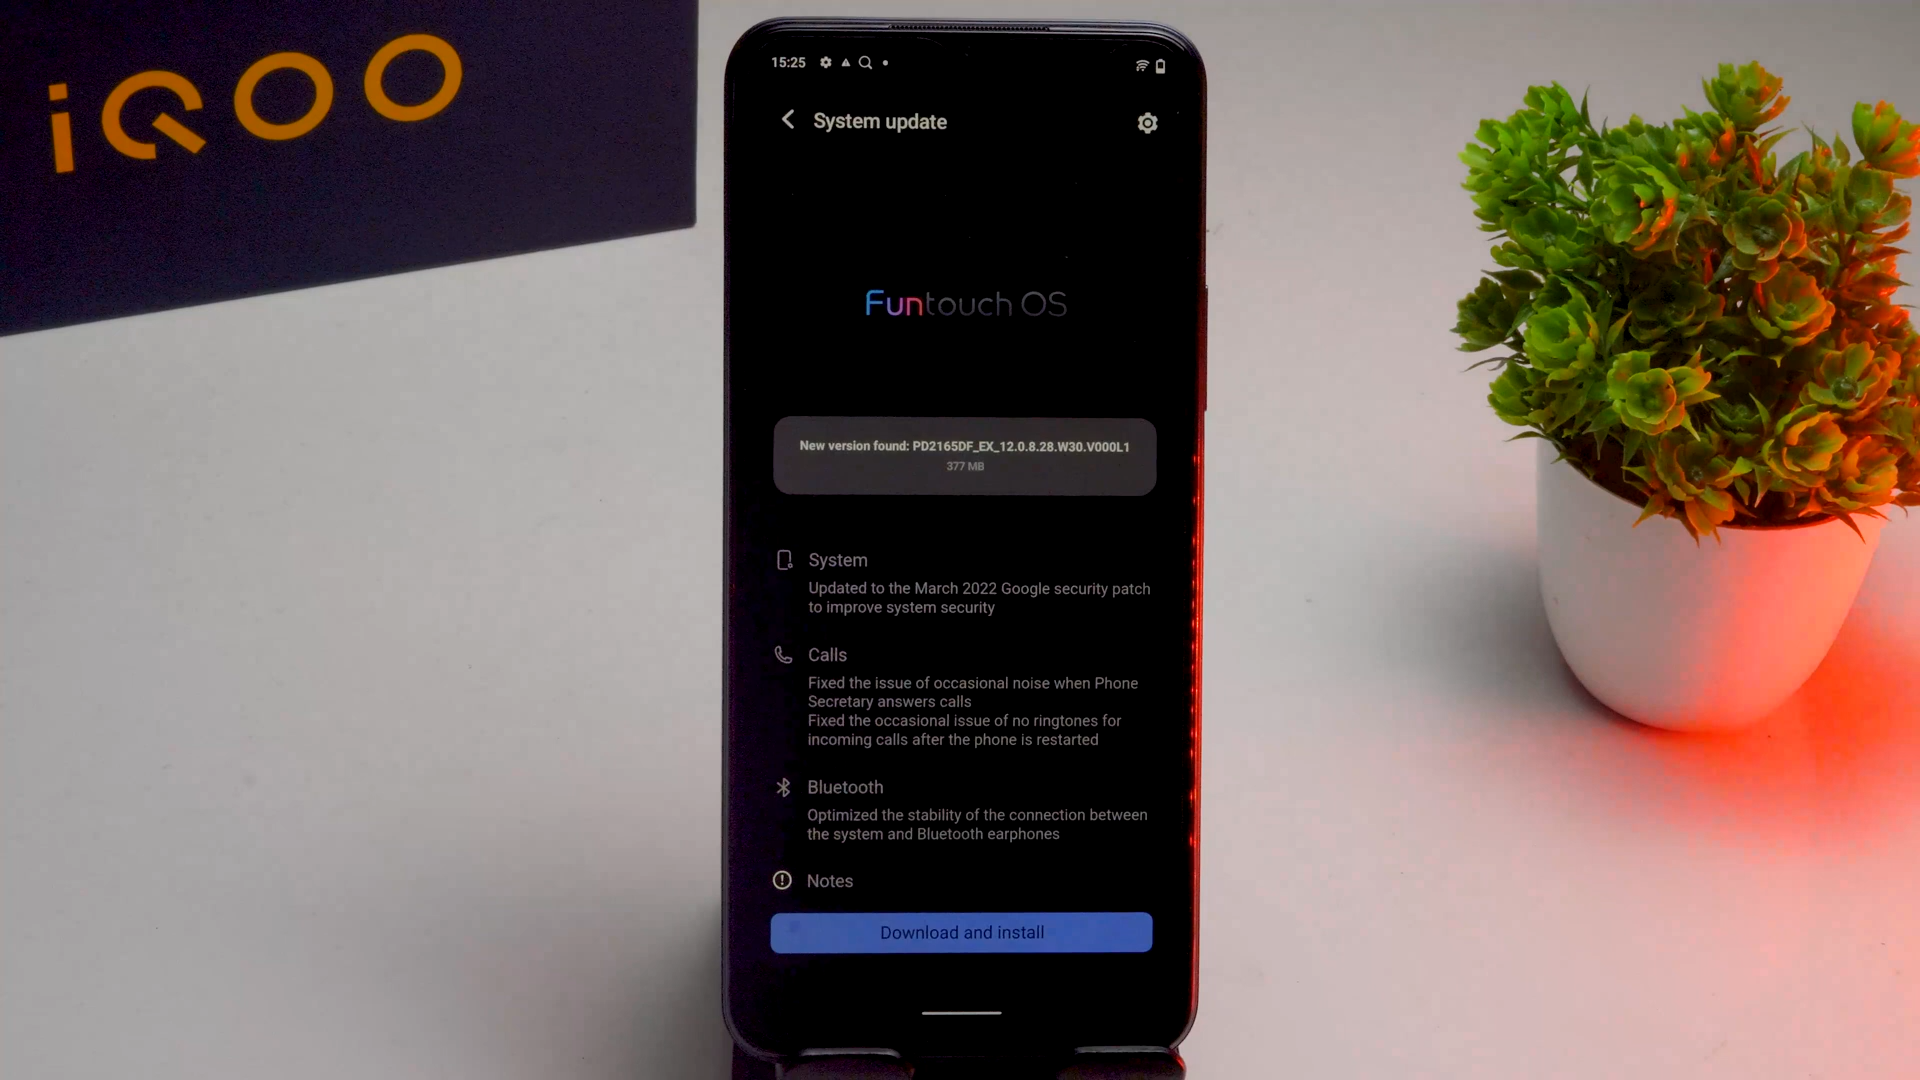 iQOO
15:25
System update
Funtouch OS
New version found: PD2165DF_EX_12.0.8.28.W30.V000L1
377 MB
System
Updated to the March 2022 Google security patch
to improve system security
Calls
Fixed the issue of occasional noise when Phone
Secretary answers calls
Fixed the occasional issue of no ringtones for
incoming calls after the phone is restarted
Bluetooth
Optimized the stability of the connection between
the system and Bluetooth earphones
Notes
Download and install